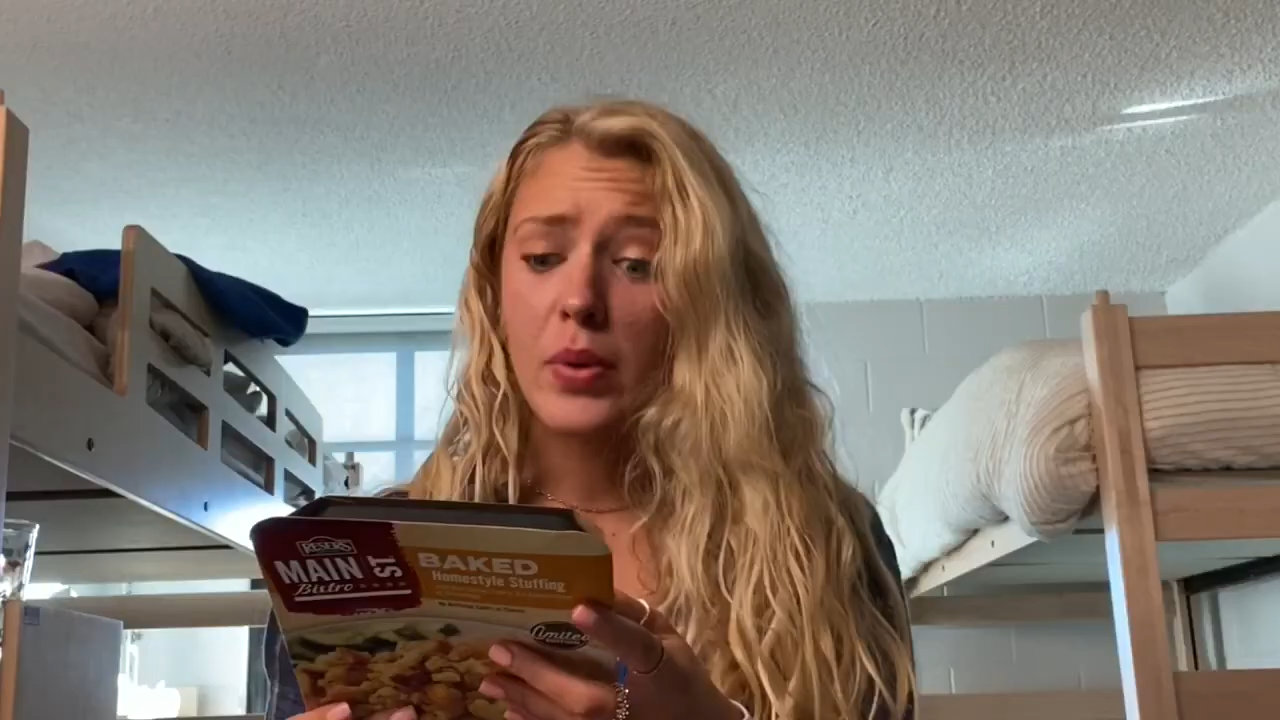 RESER'S
MAIN ST
Bistro
BAKED
Homestyle Stuffing
Limited